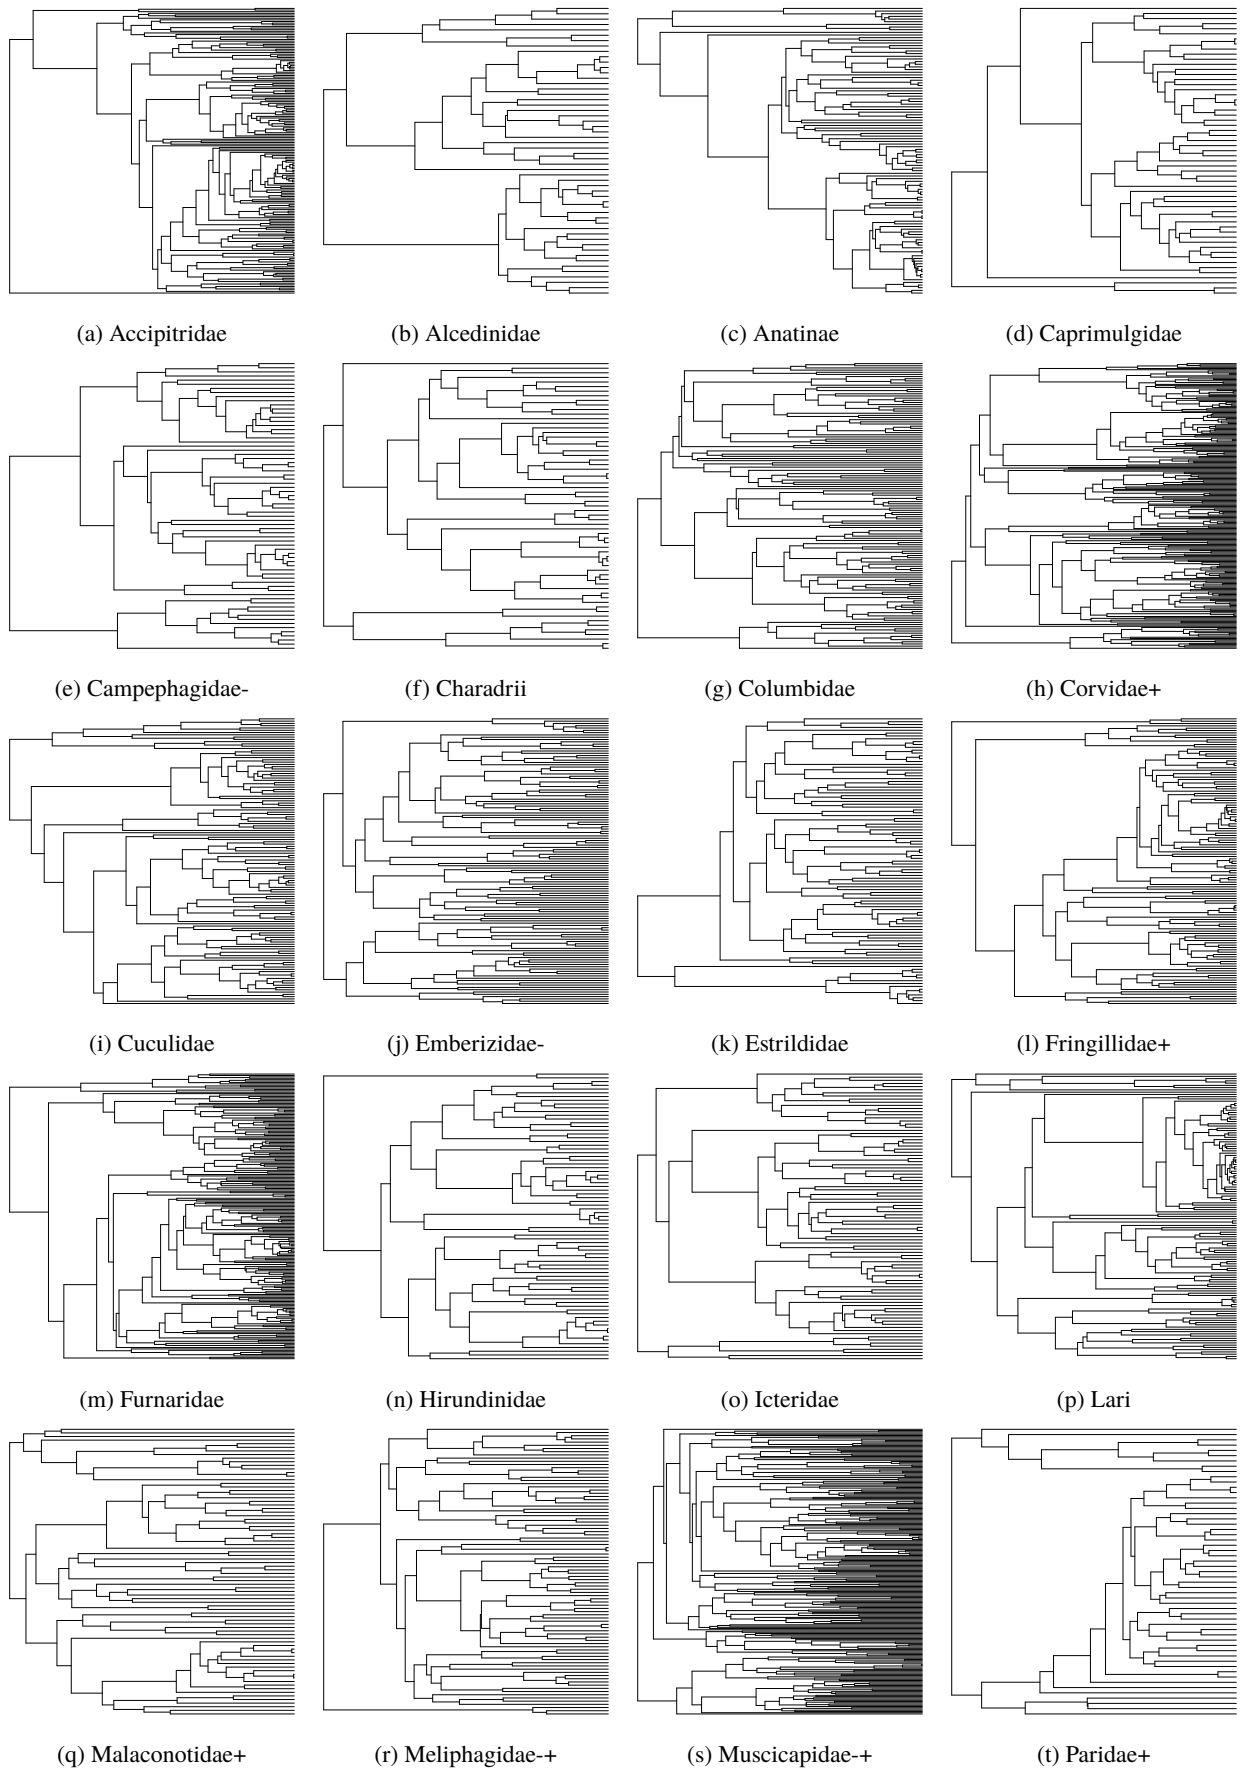 (a) Accipitridae
(b) Alcedinidae
(c) Anatinae
(d) Caprimulgidae
(e) Campephagidae-
(f) Charadrii
(g) Columbidae
(h) Corvidae+
(i) Cuculidae
(j) Emberizidae-
(k) Estrildidae
(l) Fringillidae+
(m) Furnaridae
(n) Hirundinidae
(o) Icteridae
(p) Lari
(q) Malaconotidae+
(r) Meliphagidae-+
(s) Muscicapidae-+
(t) Paridae+